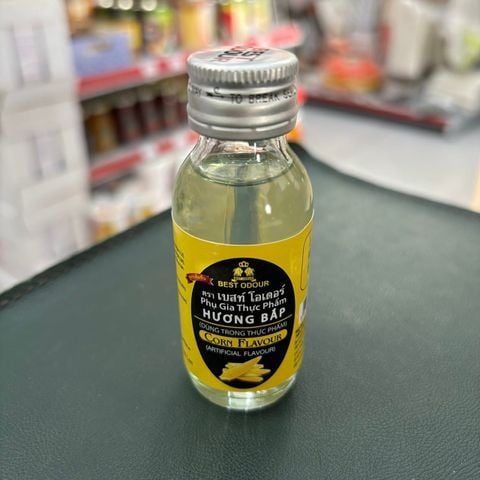 TO BREAK
BEST ODOUR
ตรา เบสท์ โอเดอร์
Phụ Gia Thực Phẩm
HƯƠNG BẮP
(DÙNG TRONG THỰC PHẨM)
CORN FLAVOUR
(ARTIFICIAL FLAVOUR)